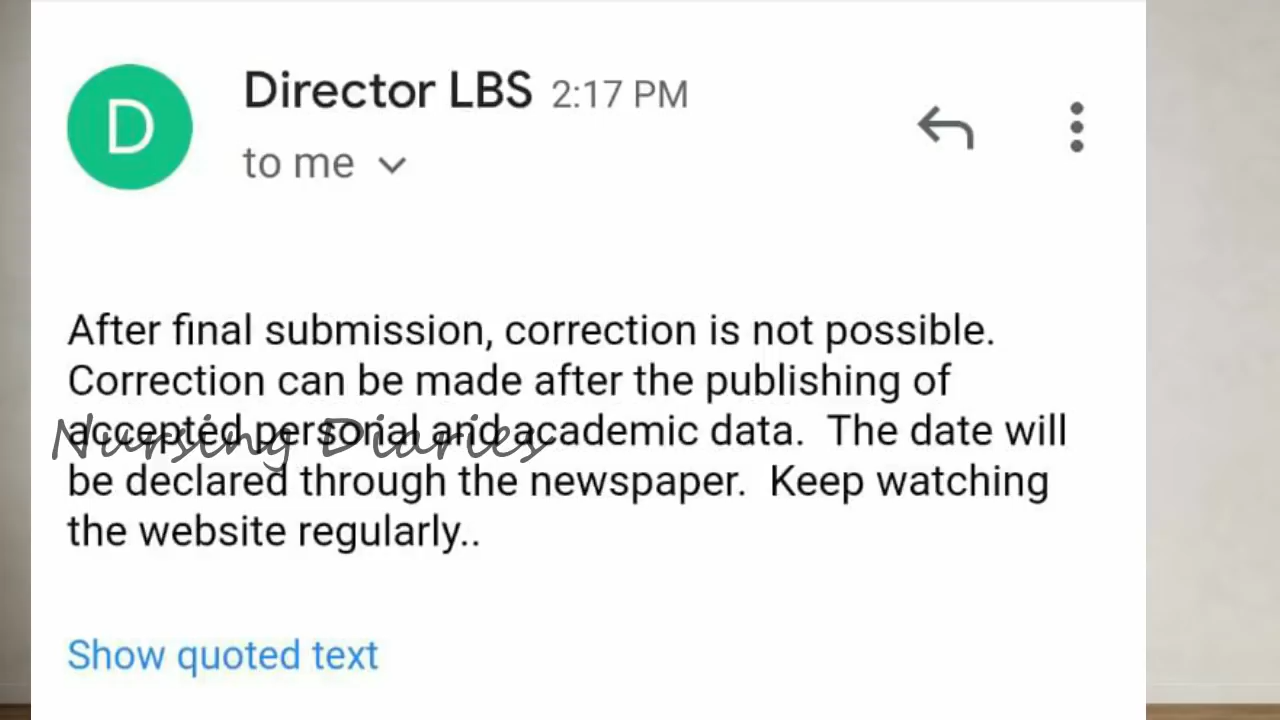 D
Director LBS 2:17 PM
to me
After final submission, correction is not possible.
Correction can be made after the publishing of
accepted personal and academic data. The date will
be declared through the newspaper. Keep watching
the website regularly..
Nursing Diaries
Show quoted text